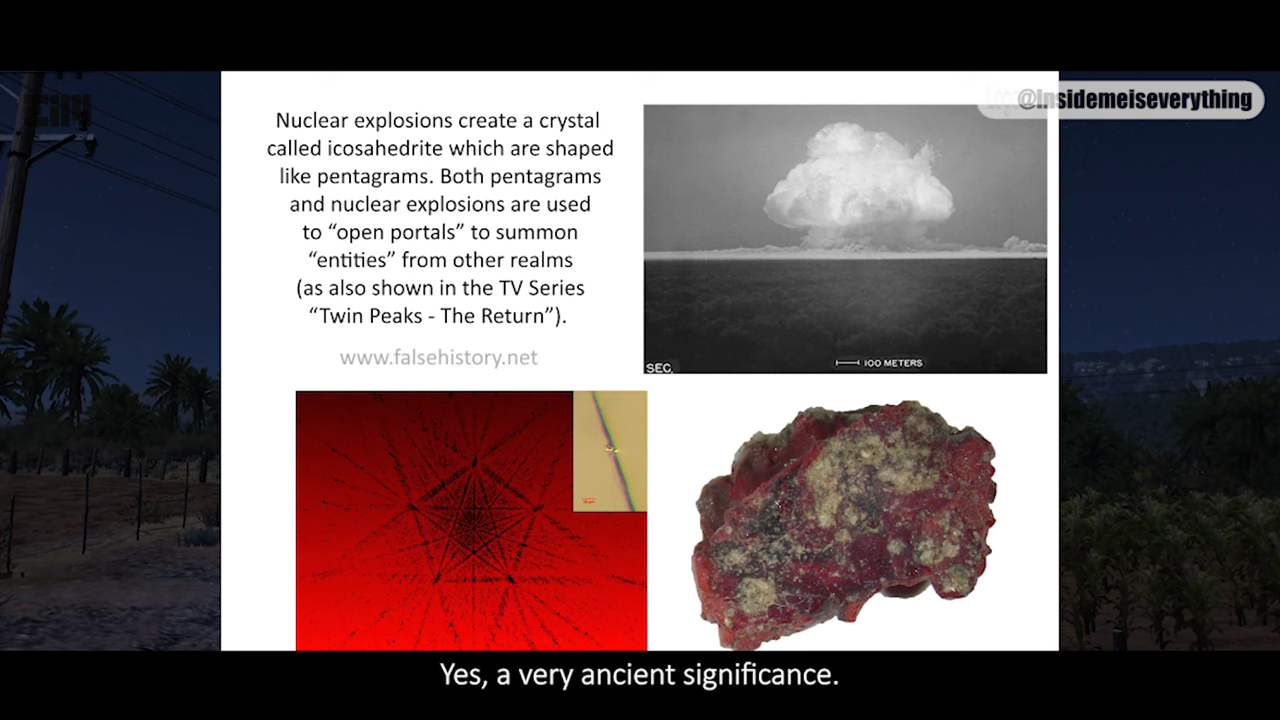 @insidemeiseverything
Nuclear explosions create a crystal
called icosahedrite which are shaped
like pentagrams. Both pentagrams
and nuclear explosions are used
to “open portals” to summon
“entities” from other realms
(as also shown in the TV Series
“Twin Peaks - The Return”).
www.falsehistory.net
SEC.
100 METERS
Yes, a very ancient significance.